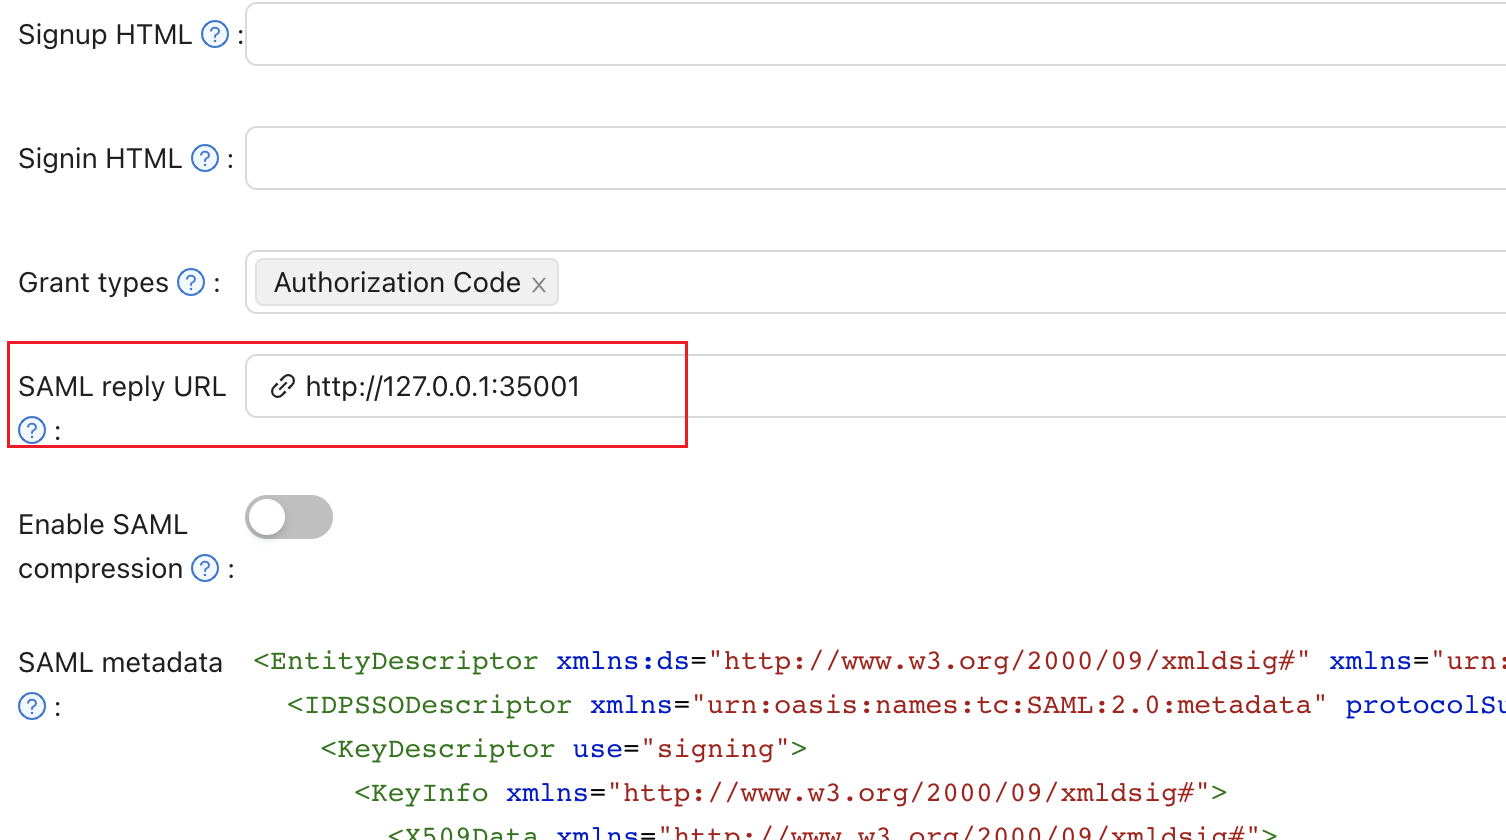 Signup HTML ? :
Signin HTML ? :
Grant types ? : Authorization Code x
SAML reply URL ? : http://127.0.0.1:35001
Enable SAML
compression ? :
SAML metadata ? :
<EntityDescriptor xmlns:ds="http://www.w3.org/2000/09/xmldsig#" xmlns="urn:
<IDPSSODescriptor xmlns="urn:oasis:names:tc:SAML:2.0:metadata" protocolSu
<KeyDescriptor use="signing">
<KeyInfo xmlns="http://www.w3.org/2000/09/xmldsig#">
<X509Data xmlns="http://www.w3.org/2000/09/xmldsig#">